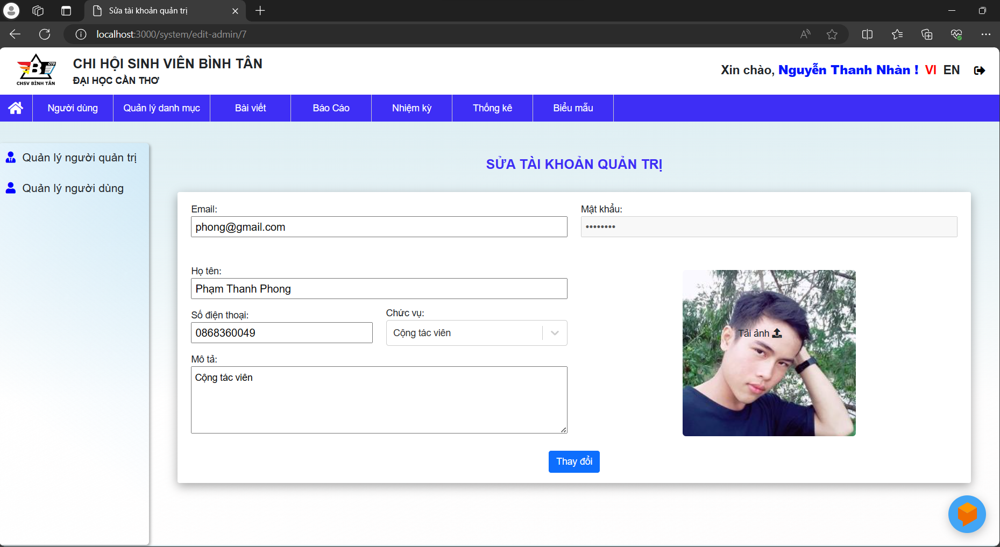 Sửa tài khoản quản trị
localhost:3000/system/edit-admin/7
B
CTU
CHSV BÌNH TÂN
CHI HỘI SINH VIÊN BÌNH TÂN
ĐẠI HỌC CẦN THƠ
Xin chào, Nguyễn Thanh Nhàn ! VI EN
Người dùng Quản lý danh mục Bài viết Báo Cáo Nhiệm kỳ Thống kê Biểu mẫu
Quản lý người quản trị
Quản lý người dùng
SỬA TÀI KHOẢN QUẢN TRỊ
Email: Mật khẩu:
phong@gmail.com ••••••••
Họ tên:
Phạm Thanh Phong
Số điện thoại: Chức vụ:
0868360049 Cộng tác viên
Tải ảnh
Mô tả:
Cộng tác viên
Thay đổi